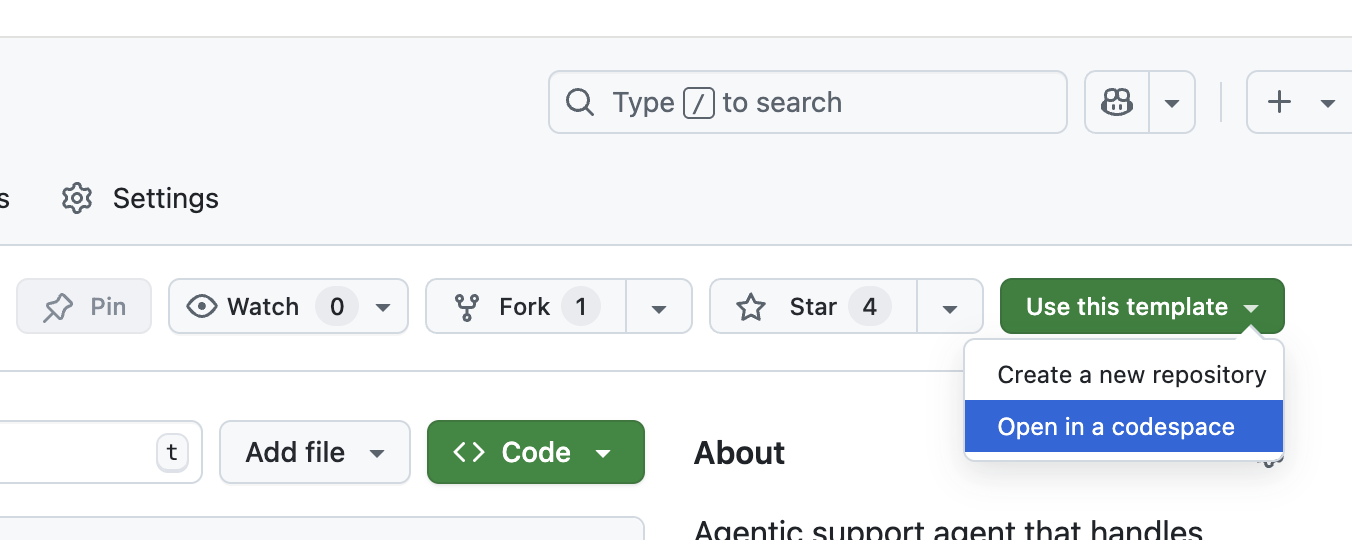 Type / to search
s Settings
Pin Watch 0 Fork 1 Star 4 Use this template
Create a new repository
Open in a codespace
t Add file Code About
Agentic support agent that handles